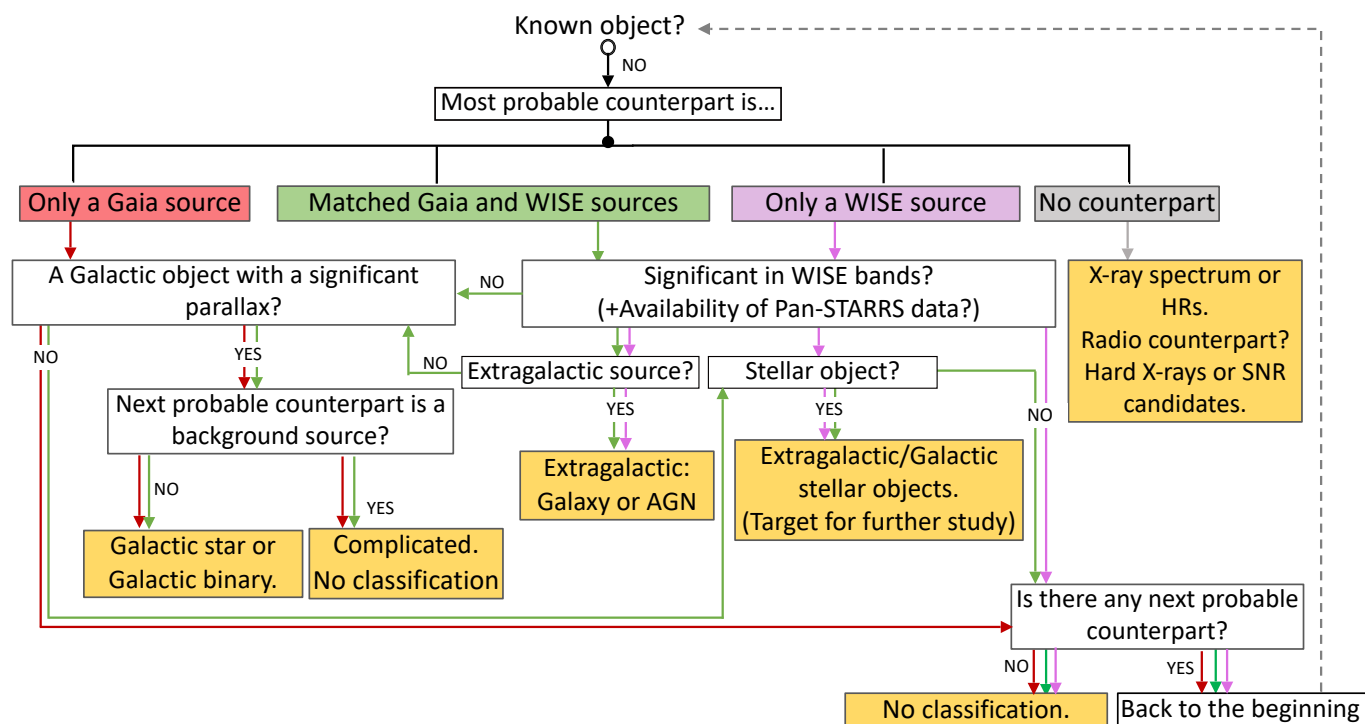 Known object?
NO
Most probable counterpart is...
Only a Gaia source
Matched Gaia and WISE sources
Only a WISE source
No counterpart
A Galactic object with a significant
parallax?
NO
Significant in WISE bands?
(+Availability of Pan-STARRS data?)
X-ray spectrum or
HRs.
Radio counterpart?
Hard X-rays or SNR
candidates.
NO
YES
NO
Extragalactic source?
Stellar object?
Next probable counterpart is a
background source?
YES
YES
NO
Extragalactic:
Galaxy or AGN
Extragalactic/Galactic
stellar objects.
(Target for further study)
NO
YES
Galactic star or
Galactic binary.
Complicated.
No classification
Is there any next probable
counterpart?
NO
YES
No classification.
Back to the beginning